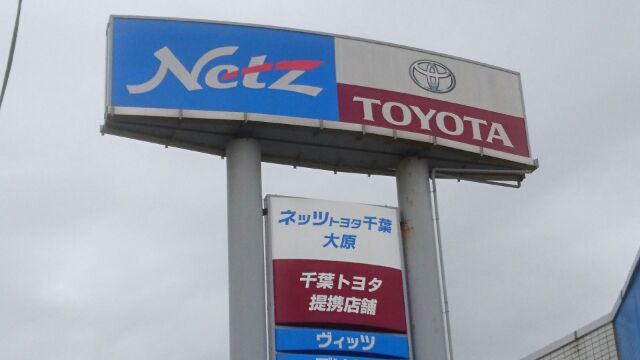 Netz
TOYOTA
ネッツトヨタ千葉
大原
千葉トヨタ
提携店舗
ヴィッツ